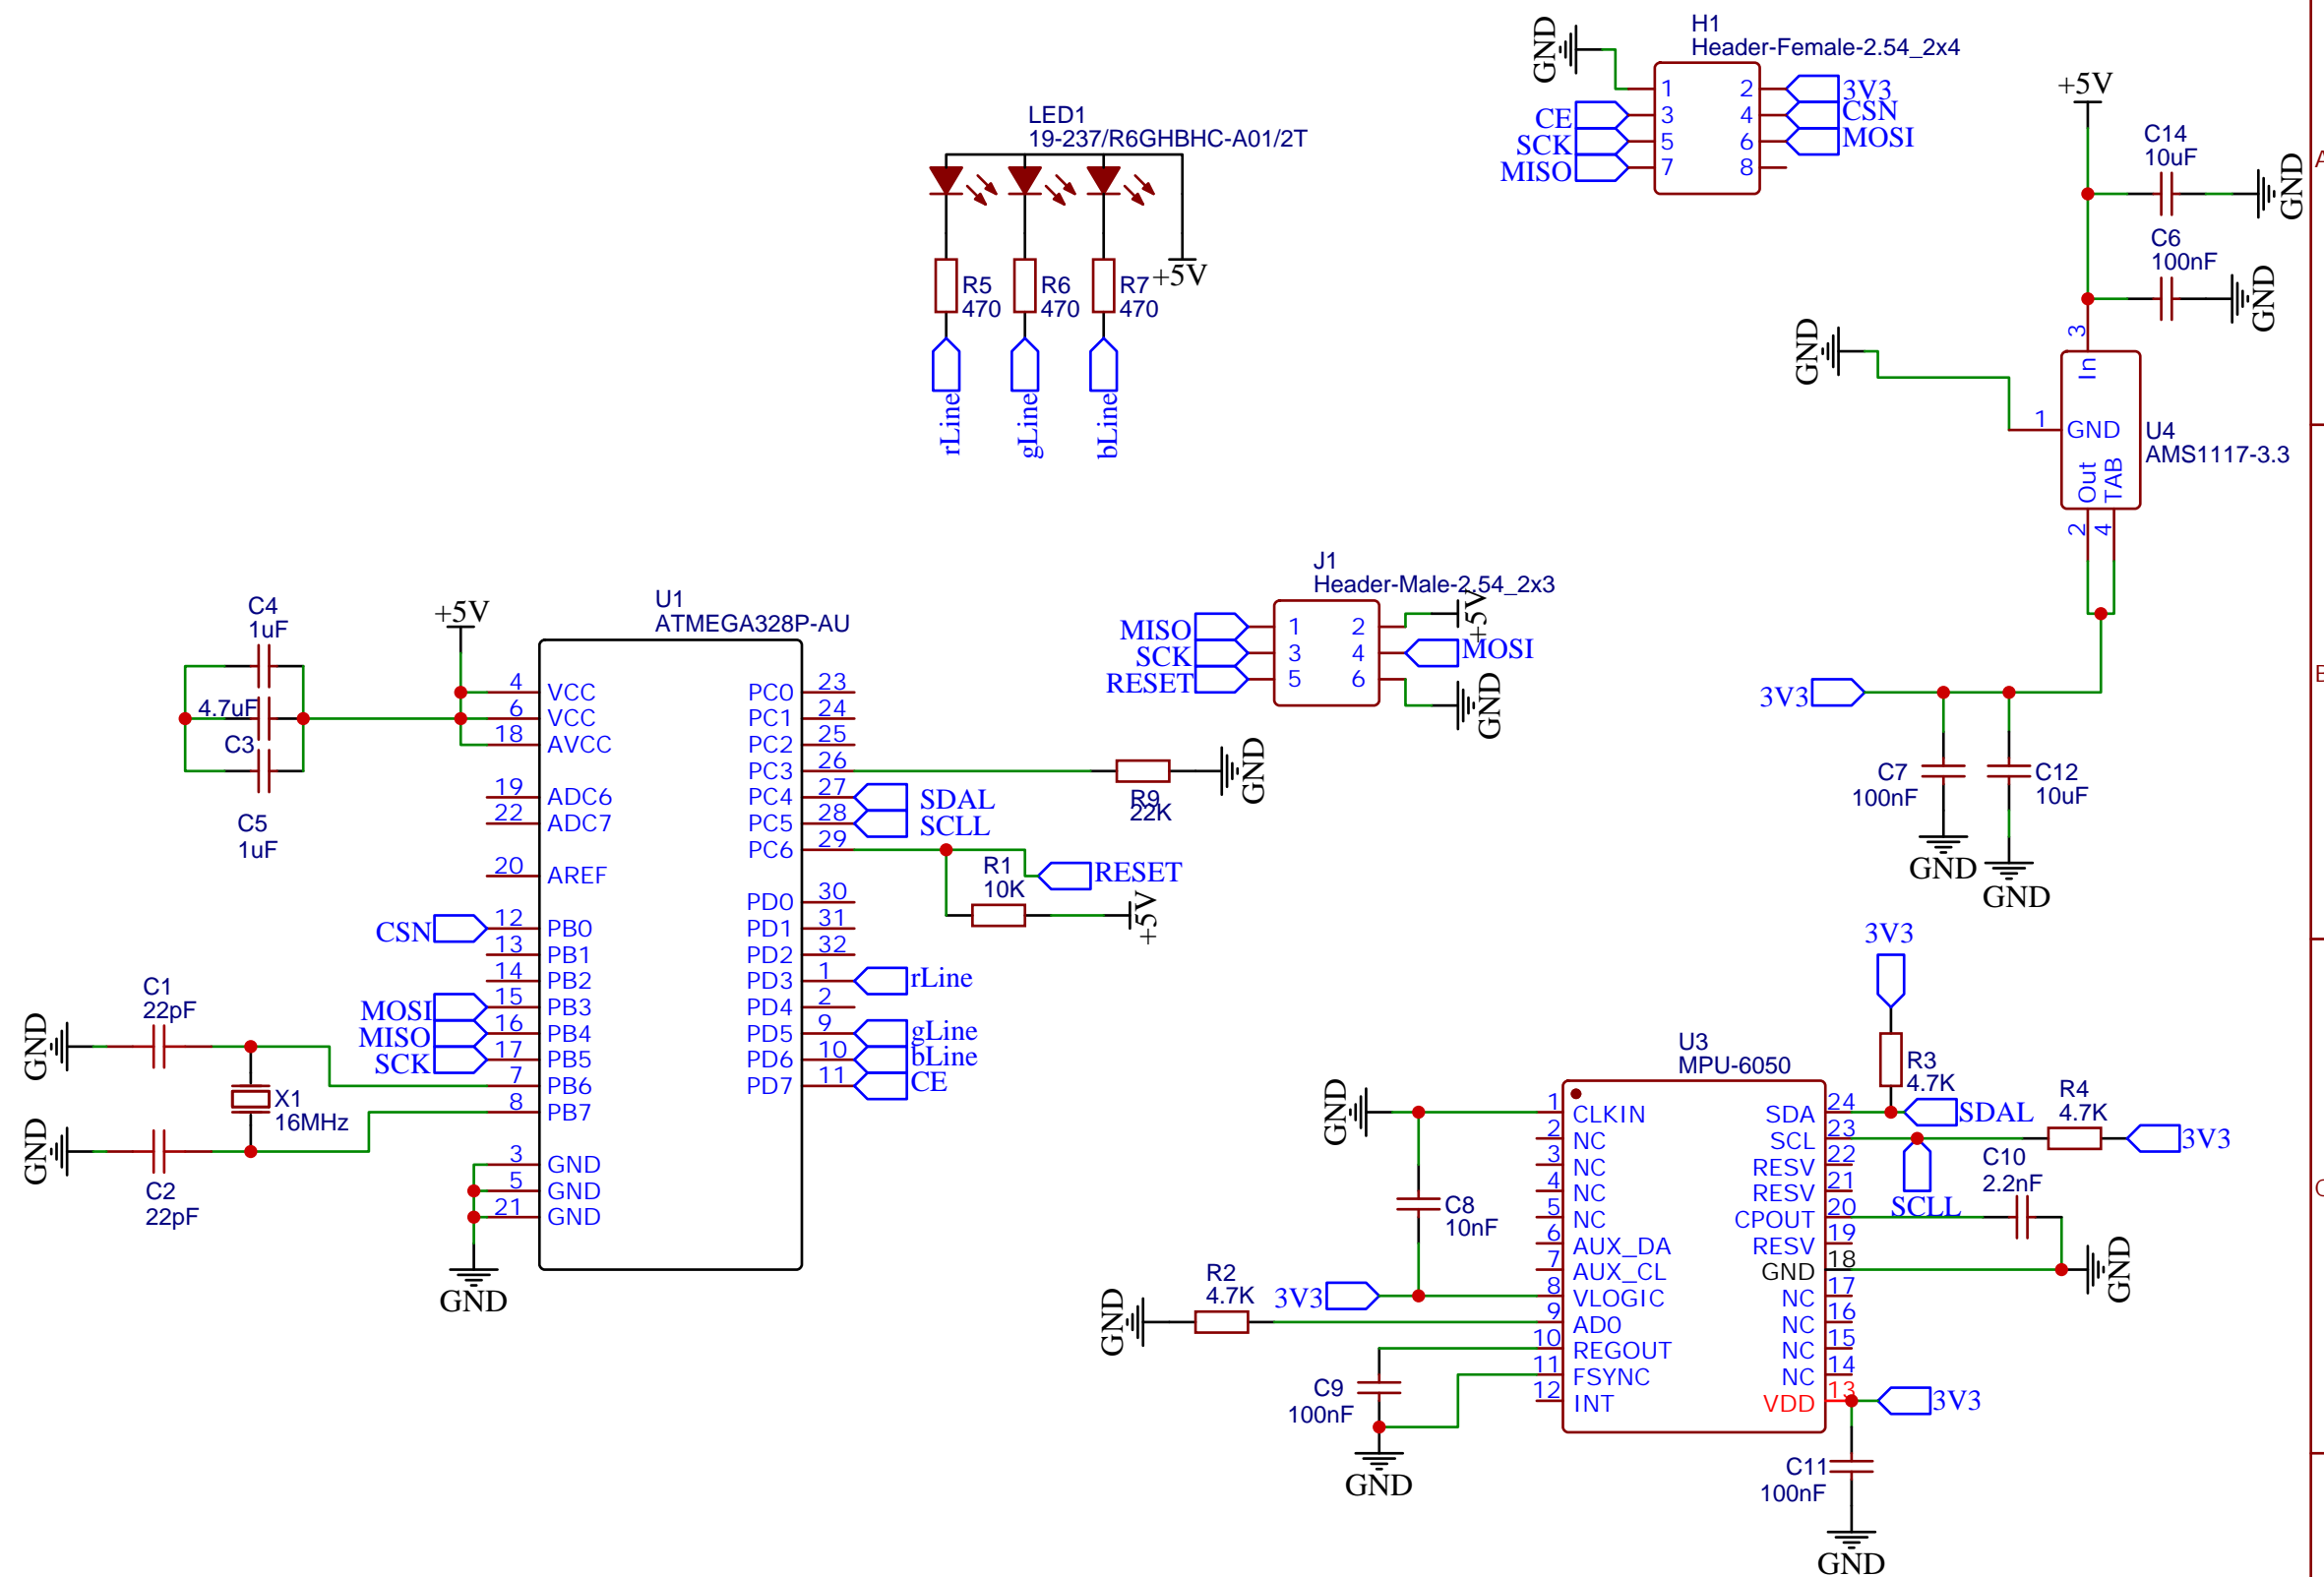 H1
Header-Female-2.54_2x4
GND
1 2 3V3
CE 3 4 CSN
SCK 5 6 MOSI
MISO 7 8
LED1
19-237/R6GHBHC-A01/2T
+5V
R5
470
R6
470
R7
470
rLine
gLine
bLine
+5V
C14
10uF
GND
C6
100nF
GND
GND
3
In
1
GND
U4
AMS1117-3.3
Out
TAB
2
4
3V3
C7
100nF
GND
C12
10uF
GND
J1
Header-Male-2.54_2x3
MISO 1 2 +5V
SCK 3 4 MOSI
RESET 5 6 GND
C4
1uF
4.7uF
C3
C5
1uF
+5V
U1
ATMEGA328P-AU
4 VCC
6 VCC
18 AVCC
19 ADC6
22 ADC7
20 AREF
CSN 12 PB0
13 PB1
14 PB2
MOSI 15 PB3
MISO 16 PB4
SCK 17 PB5
7 PB6
8 PB7
3 GND
5 GND
21 GND
GND
PC0 23
PC1 24
PC2 25
PC3 26
PC4 27 SDAL
PC5 28 SCLL
PC6 29
PD0 30
PD1 31
PD2 32
PD3 1 rLine
PD4 2
PD5 9 gLine
PD6 10 bLine
PD7 11 CE
R9
22K
GND
R1
10K
RESET
+5V
C1
22pF
GND
X1
16MHz
GND
C2
22pF
U3
MPU-6050
1 CLKIN
2 NC
3 NC
4 NC
5 NC
6 AUX_DA
7 AUX_CL
8 VLOGIC
9 AD0
10 REGOUT
11 FSYNC
12 INT
SDA 24
SCL 23
RESV 22
RESV 21
CPOUT 20
RESV 19
GND 18
NC 17
NC 16
NC 15
NC 14
VDD 13
GND
C8
10nF
3V3
R2
4.7K
GND
C9
100nF
GND
3V3
R3
4.7K
SDAL
R4
4.7K
3V3
SCLL
C10
2.2nF
GND
3V3
C11
100nF
GND
B